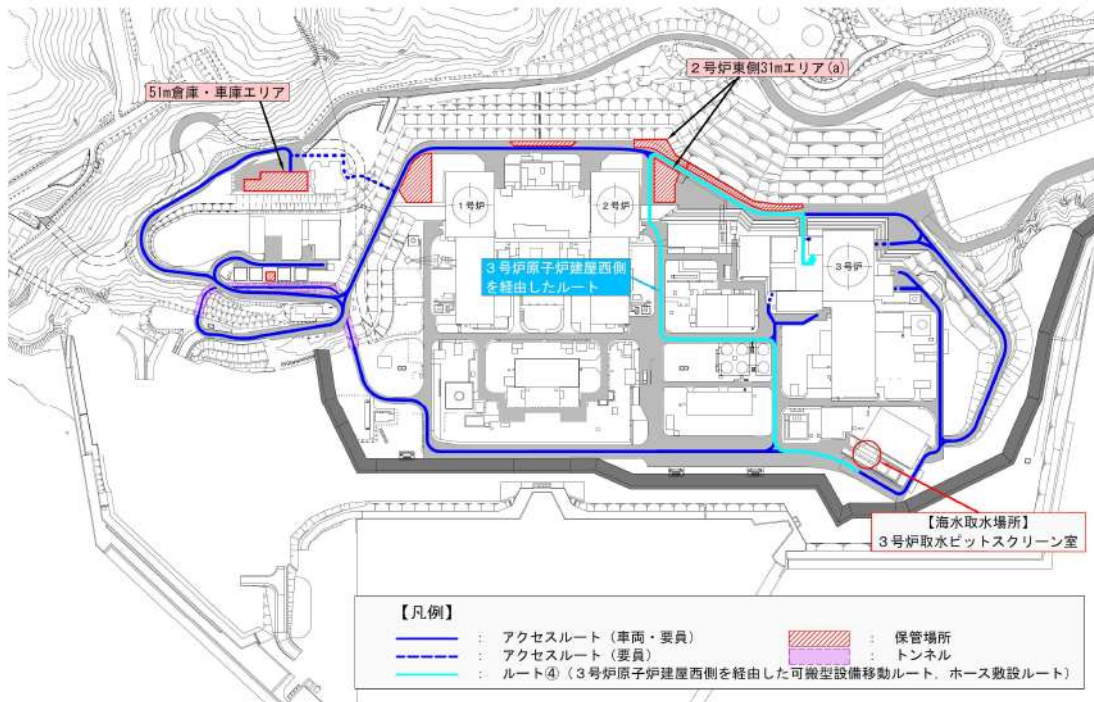 51m倉庫・車庫エリア
2号炉東側31mエリア(a)
1号炉
2号炉
3号炉
3号炉原子炉建屋西側
を経由したルート
【海水取水場所】
3号炉取水ピットスクリーン室
【凡例】
： アクセスルート（車両・要員）
： 保管場所
： アクセスルート（要員）
： トンネル
： ルート④（3号炉原子炉建屋西側を経由した可搬型設備移動ルート，ホース敷設ルート）